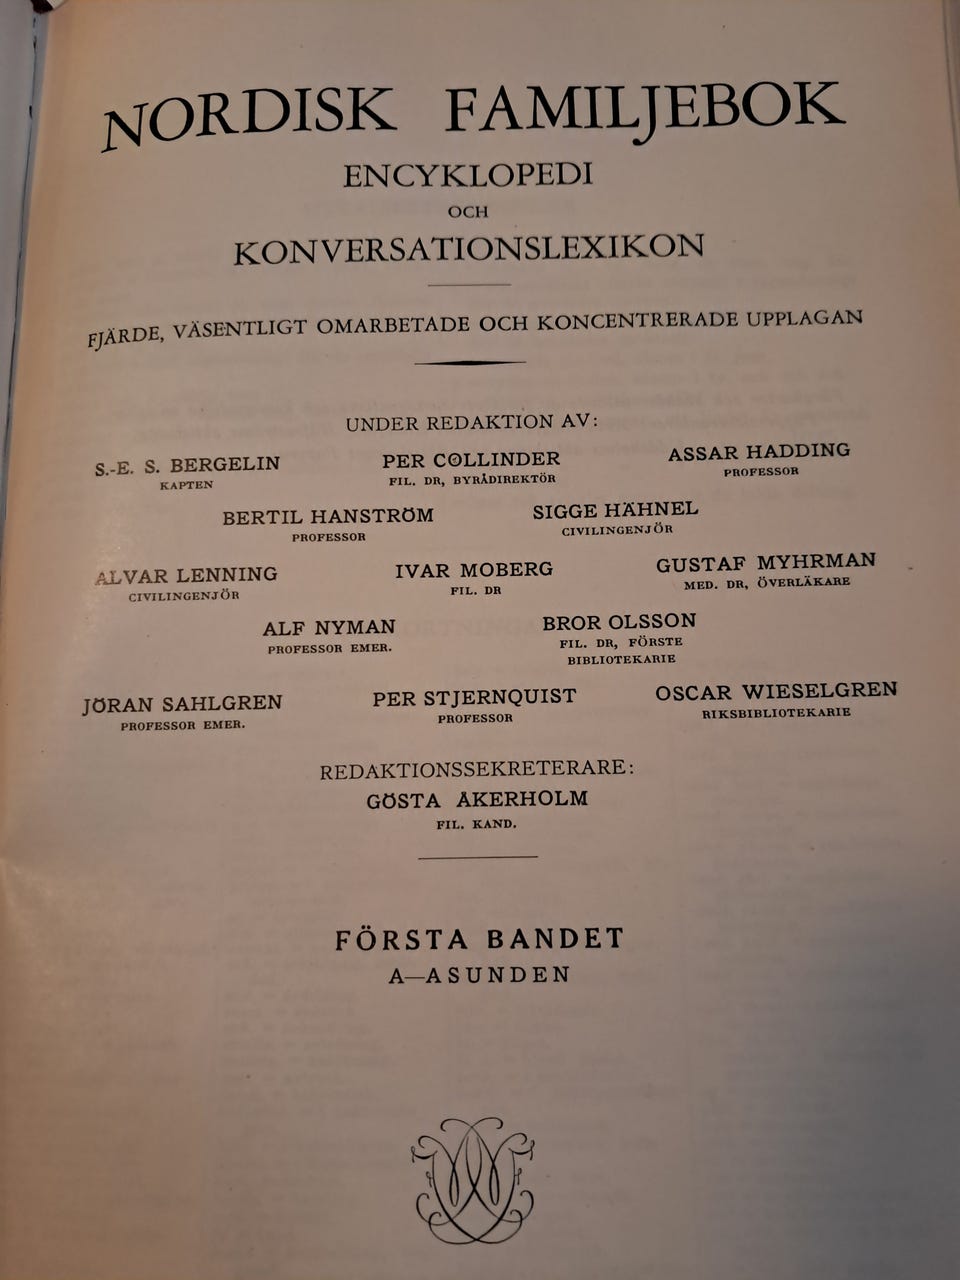 NORDISK FAMILJEBOK
ENCYKLOPEDI
OCH
KONVERSATIONSLEXIKON
FJÄRDE, VÄSENTLIGT OMARBETADE OCH KONCENTRERADE UPPLAGAN
UNDER REDAKTION AV:
S.-E. S. BERGELIN PER COLLINDER ASSAR HADDING
KAPTEN FIL. DR, BYRÅDIREKTÖR PROFESSOR
BERTIL HANSTRÖM SIGGE HÄHNEL
PROFESSOR CIVILINGENJÖR
ALVAR LENNING IVAR MOBERG GUSTAF MYHRMAN
CIVILINGENJÖR FIL. DR MED. DR, ÖVERLÄKARE
ALF NYMAN BROR OLSSON
PROFESSOR EMER. FIL. DR, FÖRSTE
BIBLIOTEKARIE
JÖRAN SAHLGREN PER STJERNQUIST OSCAR WIESELGREN
PROFESSOR EMER. PROFESSOR RIKSBIBLIOTEKARIE
REDAKTIONSSEKRETERARE:
GÖSTA ÅKERHOLM
FIL. KAND.
FÖRSTA BANDET
A—ASUNDEN